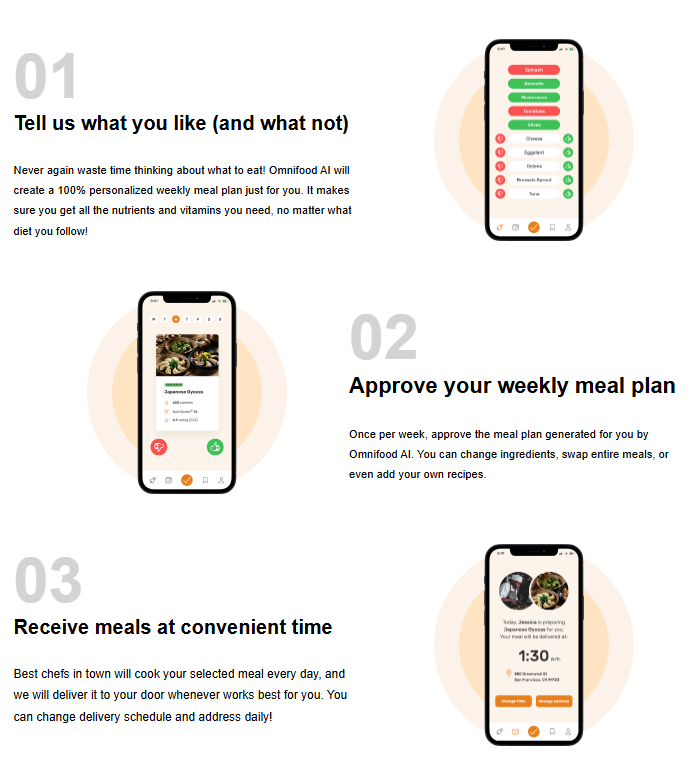 01
Tell us what you like (and what not)
Never again waste time thinking about what to eat! Omnifood AI will
create a 100% personalized weekly meal plan just for you. It makes
sure you get all the nutrients and vitamins you need, no matter what
diet you follow!
9:41
Spinach
Avocado
Mushrooms
Tomatoes
Olives
Cheese
Eggplant
Onions
Brussels Sprout
Tuna
9:41
M T W T F S S
Japanese Gyozas
calories
NutriScore®
rating
02
Approve your weekly meal plan
Once per week, approve the meal plan generated for you by
Omnifood AI. You can change ingredients, swap entire meals, or
even add your own recipes.
03
Receive meals at convenient time
Best chefs in town will cook your selected meal every day, and
we will deliver it to your door whenever works best for you. You
can change delivery schedule and address daily!
9:41
Today, Jessica is preparing
Japanese Gyozas for you.
Your meal will be delivered at:
1:30 p.m.
Greenwich St
San Francisco, CA
Change time Change address